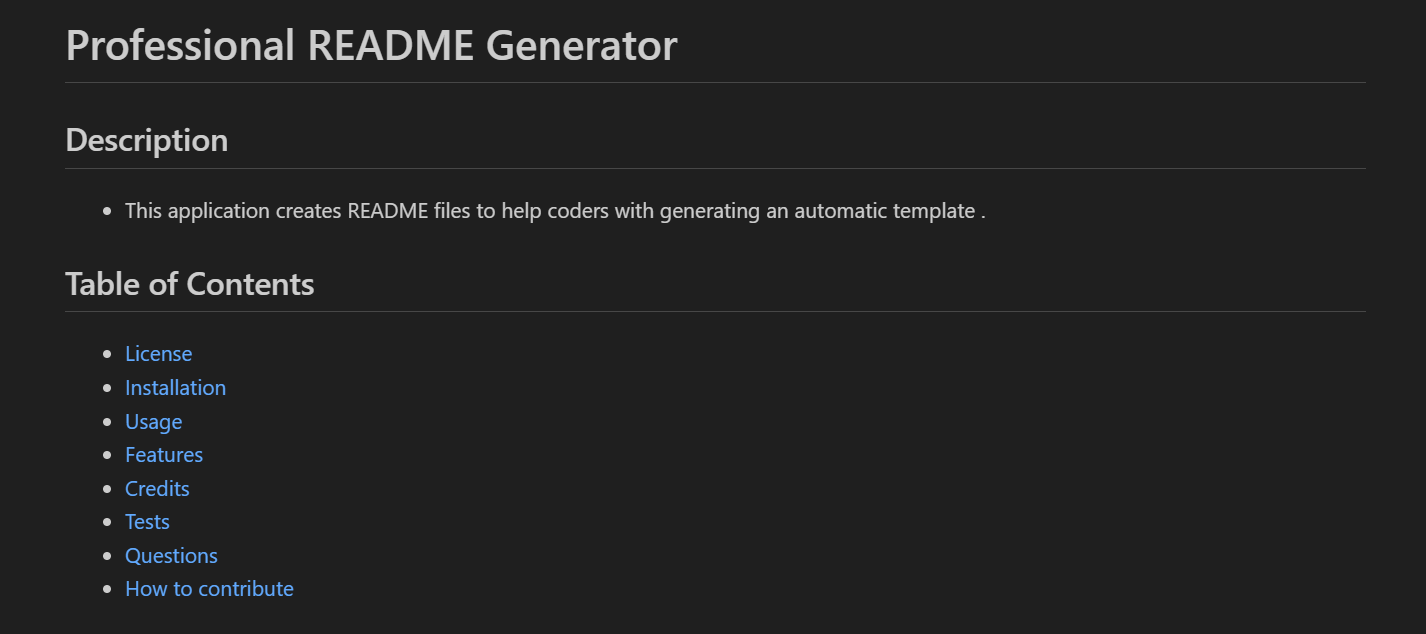 Professional README Generator
Description
This application creates README files to help coders with generating an automatic template .
Table of Contents
License
Installation
Usage
Features
Credits
Tests
Questions
How to contribute